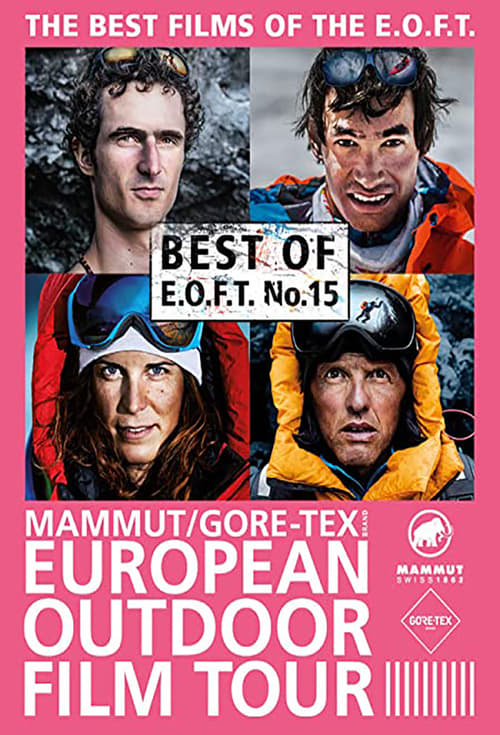 THE BEST FILMS OF THE E.O.F.T.
BEST OF
E.O.F.T. No.15
MAMMUT/GORE-TEX BRAND
EUROPEAN
OUTDOOR
FILM TOUR
MAMMUT
SWISS 1862
GORE-TEX